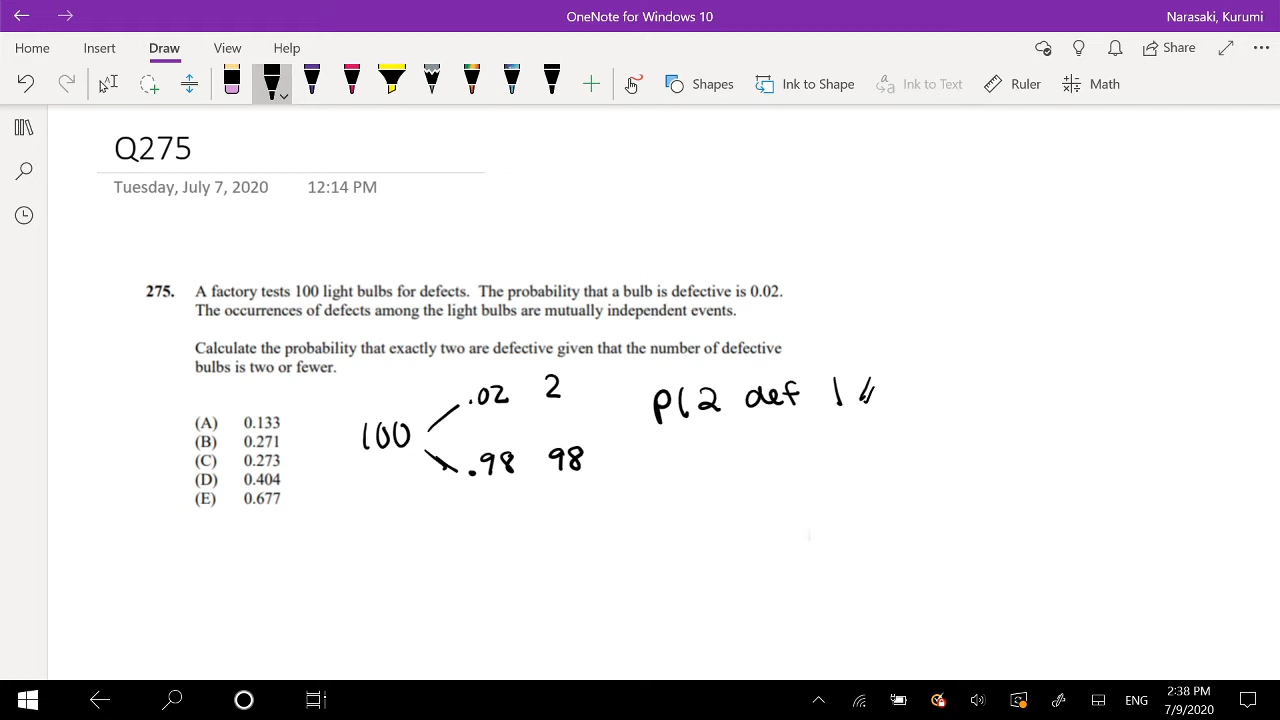 OneNote for Windows 10
Narasaki, Kurumi
Home Insert Draw View Help
Share
Shapes Ink to Shape Ink to Text Ruler Math
Q275
Tuesday, July 7, 2020 12:14 PM
275. A factory tests 100 light bulbs for defects. The probability that a bulb is defective is 0.02.
The occurrences of defects among the light bulbs are mutually independent events.
Calculate the probability that exactly two are defective given that the number of defective
bulbs is two or fewer.
(A) 0.133
(B) 0.271
(C) 0.273
(D) 0.404
(E) 0.677
100
.02 2
.98 98
P(2 def |
ENG
2:38 PM
7/9/2020